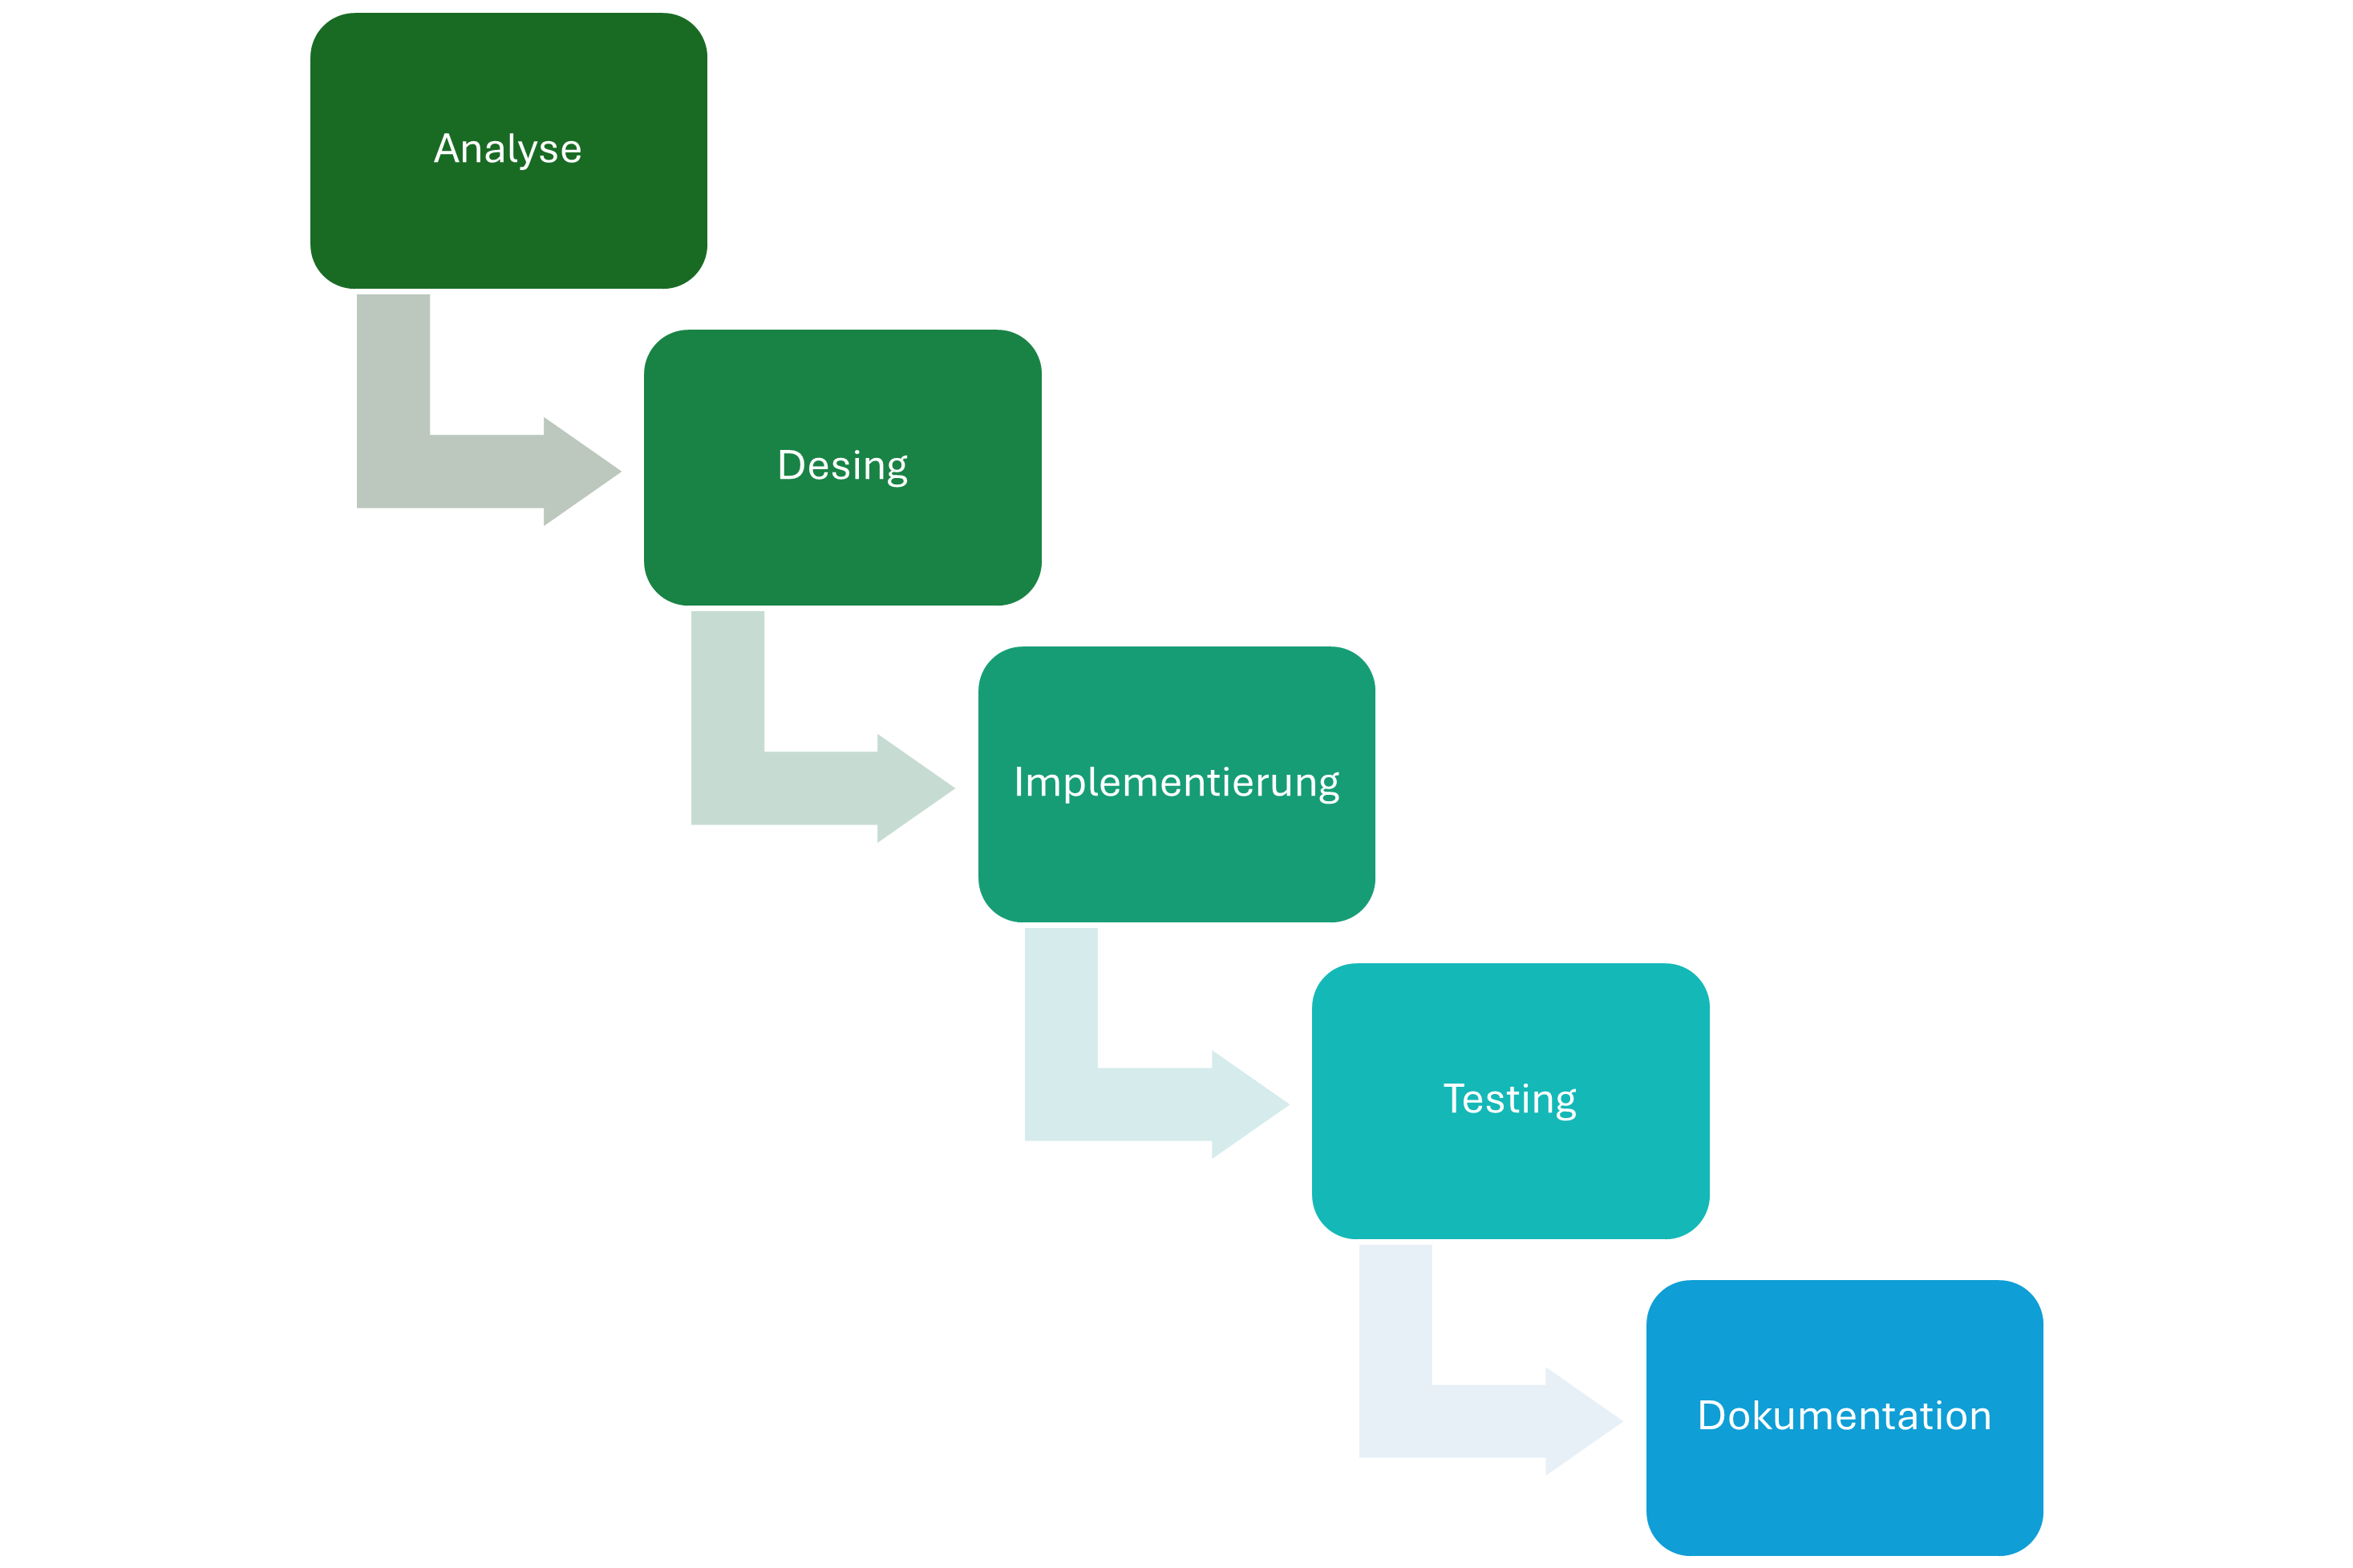 Analyse
Desing
Implementierung
Testing
Dokumentation